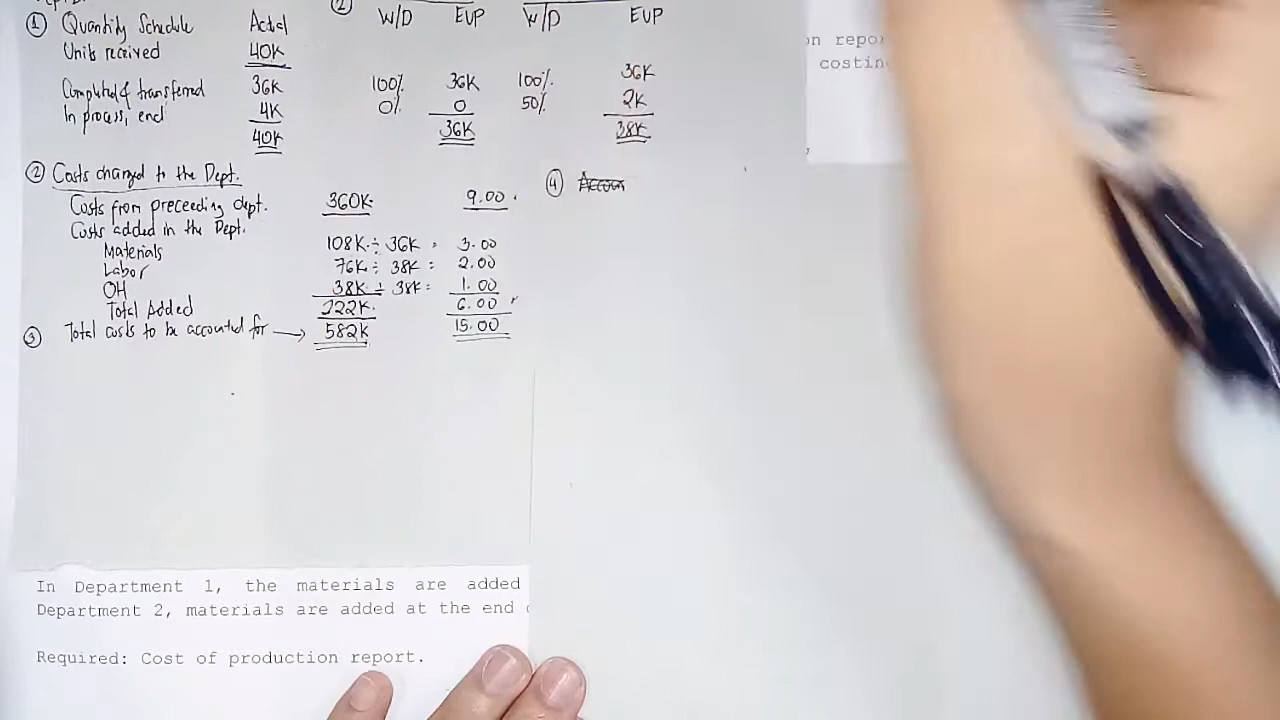 ① Quantity Schedule Actual
Units received 40K
Completed & transferred 36K
In process, end 4K
40K
② W/D EUP W/D EUP
100% 36K 100% 36K
0% 0 50% 2K
36K 38K
② Costs charged to the Dept.
Costs from preceeding dept. 360K 9.00
Costs added in the Dept.
Materials 108K ÷ 36K = 3.00
Labor 76K ÷ 38K = 2.00
OH 38K ÷ 38K = 1.00
Total Added 222K 6.00
③ Total costs to be accounted for → 582K 15.00
④
repor
costin
In Department 1, the materials are added
Department 2, materials are added at the end
Required: Cost of production report.